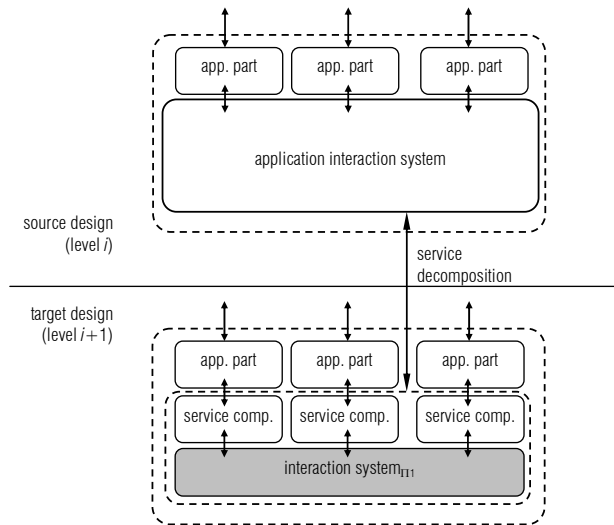 app. part app. part app. part
application interaction system
source design
(level i)
service
decomposition
target design
(level i+1)
app. part app. part app. part
service comp. service comp. service comp.
interaction systemΠ1